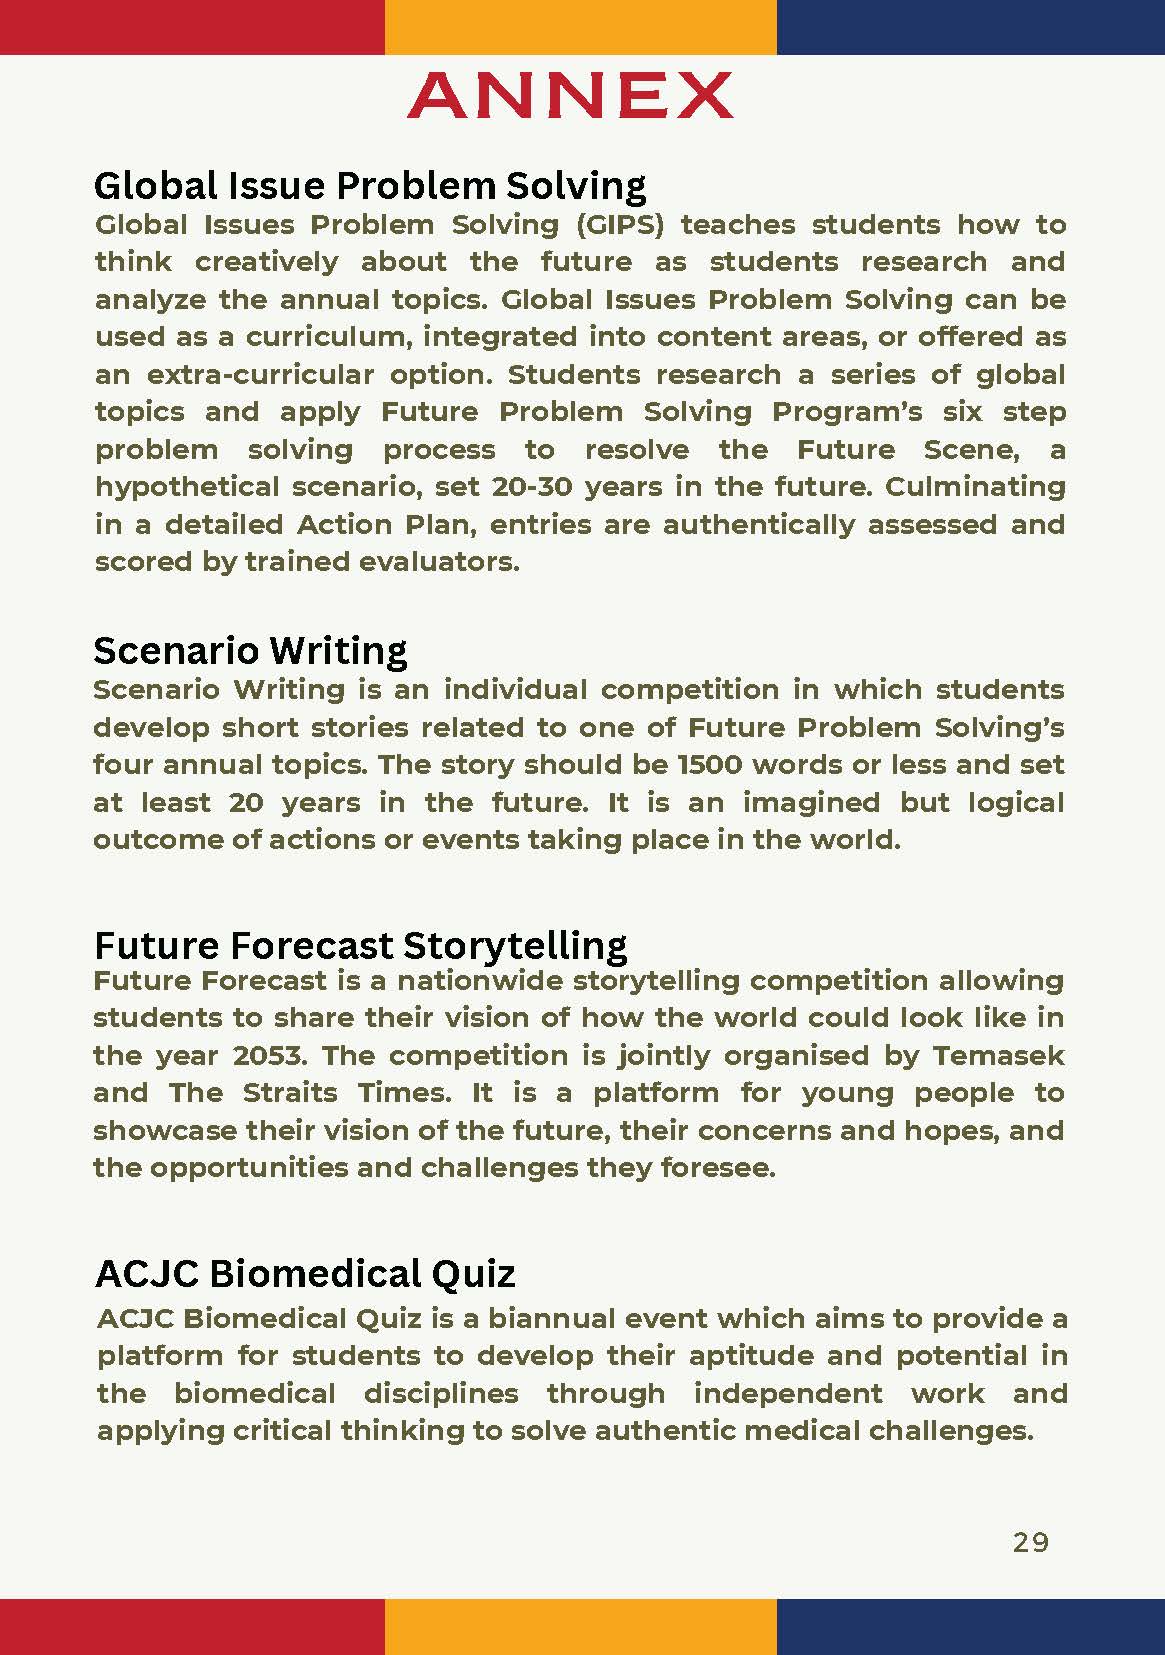 ANNEX
Global Issue Problem Solving
Global Issues Problem Solving (GIPS) teaches students how to
think creatively about the future as students research and
analyze the annual topics. Global Issues Problem Solving can be
used as a curriculum, integrated into content areas, or offered as
an extra-curricular option. Students research a series of global
topics and apply Future Problem Solving Program's six step
problem solving process to resolve the Future Scene, a
hypothetical scenario, set 20-30 years in the future. Culminating
in a detailed Action Plan, entries are authentically assessed and
scored by trained evaluators.
Scenario Writing
Scenario Writing is an individual competition in which students
develop short stories related to one of Future Problem Solving's
four annual topics. The story should be 1500 words or less and set
at least 20 years in the future. It is an imagined but logical
outcome of actions or events taking place in the world.
Future Forecast Storytelling
Future Forecast is a nationwide storytelling competition allowing
students to share their vision of how the world could look like in
the year 2053. The competition is jointly organised by Temasek
and The Straits Times. It is a platform for young people to
showcase their vision of the future, their concerns and hopes, and
the opportunities and challenges they foresee.
ACJC Biomedical Quiz
ACJC Biomedical Quiz is a biannual event which aims to provide a
platform for students to develop their aptitude and potential in
the biomedical disciplines through independent work and
applying critical thinking to solve authentic medical challenges.
29